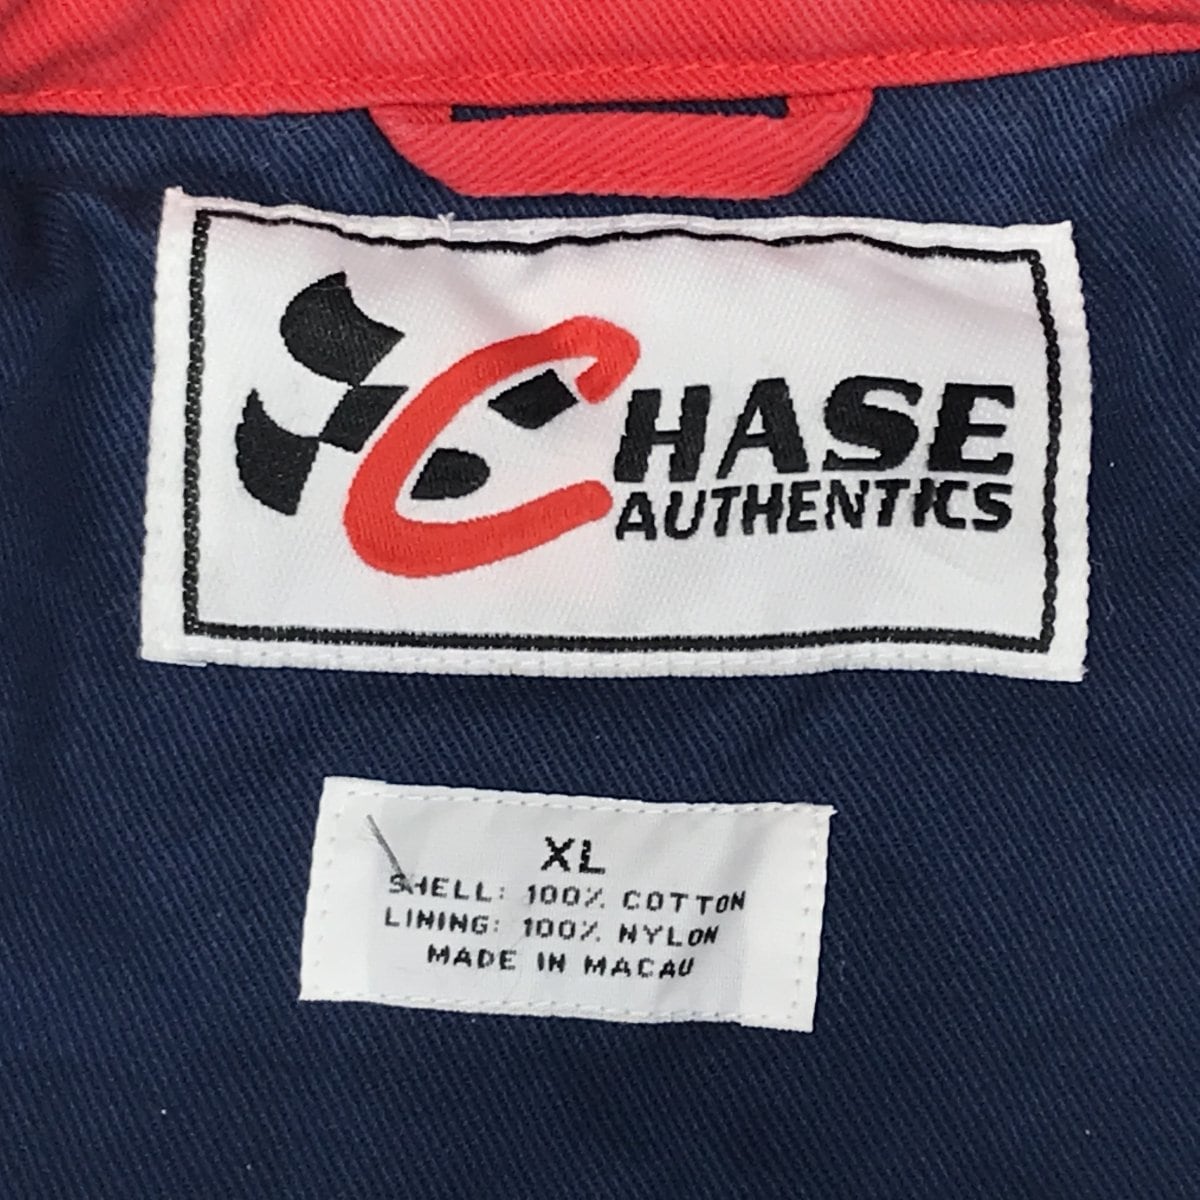 CHASE
AUTHENTICS
XL
SHELL: 100% COTTON
LINING: 100% NYLON
MADE IN MACAU